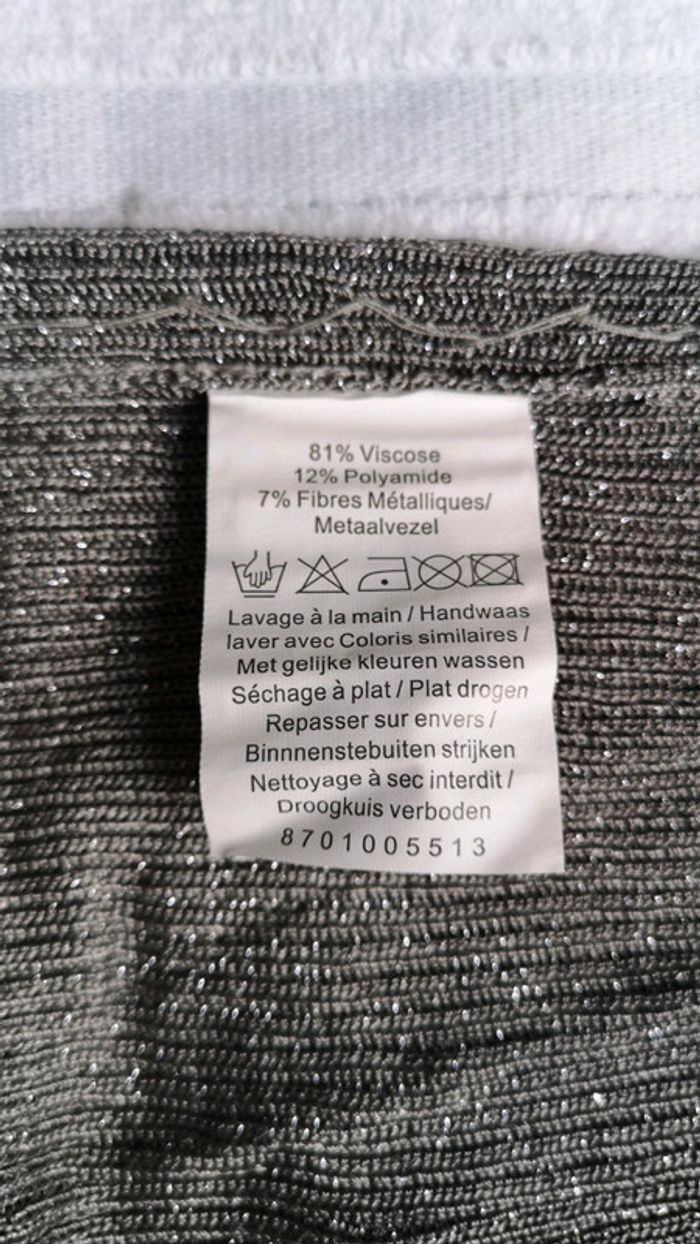 81% Viscose
12% Polyamide
7% Fibres Métalliques/
Metaalvezel
Lavage à la main / Handwaas
laver avec Coloris similaires /
Met gelijke kleuren wassen
Séchage à plat / Plat drogen
Repasser sur envers /
Binnnenstebuiten strijken
Nettoyage à sec interdit /
Droogkuis verboden
8701005513